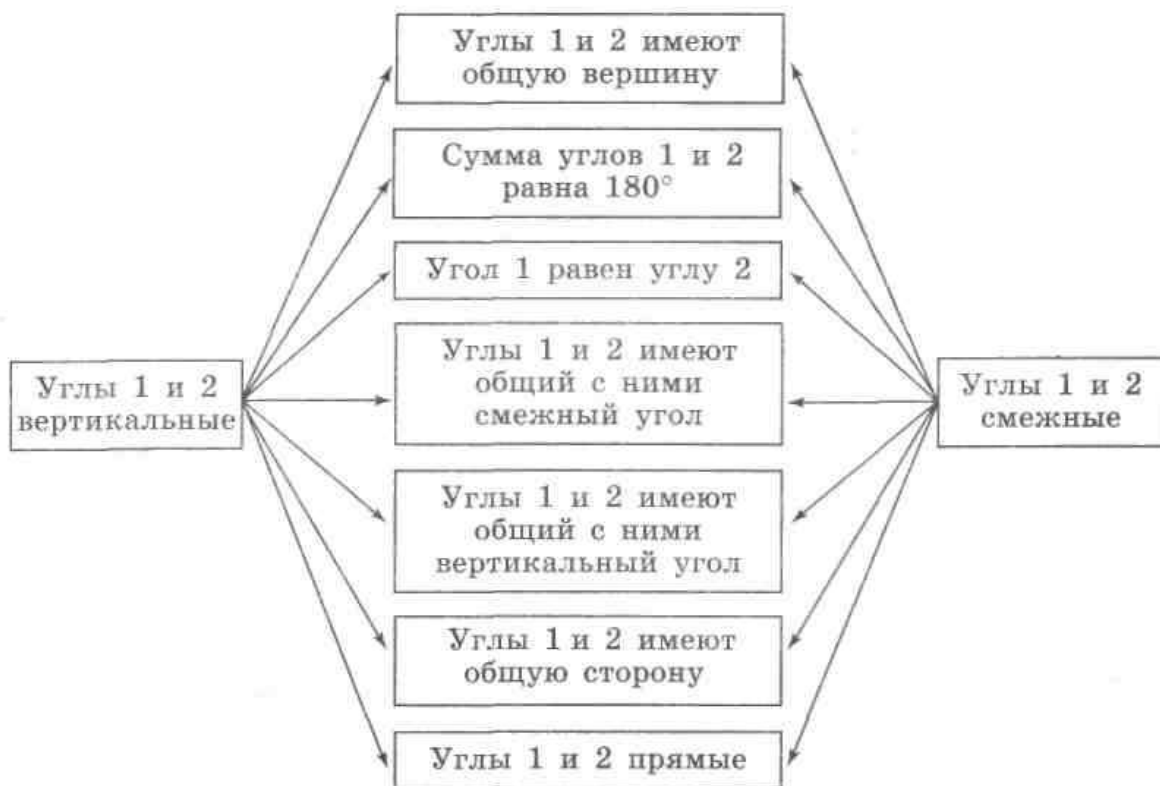 Углы 1 и 2 имеют
общую вершину
Сумма углов 1 и 2
равна 180°
Угол 1 равен углу 2
Углы 1 и 2 имеют
общий с ними
смежный угол
Углы 1 и 2
вертикальные
Углы 1 и 2
смежные
Углы 1 и 2 имеют
общий с ними
вертикальный угол
Углы 1 и 2 имеют
общую сторону
Углы 1 и 2 прямые